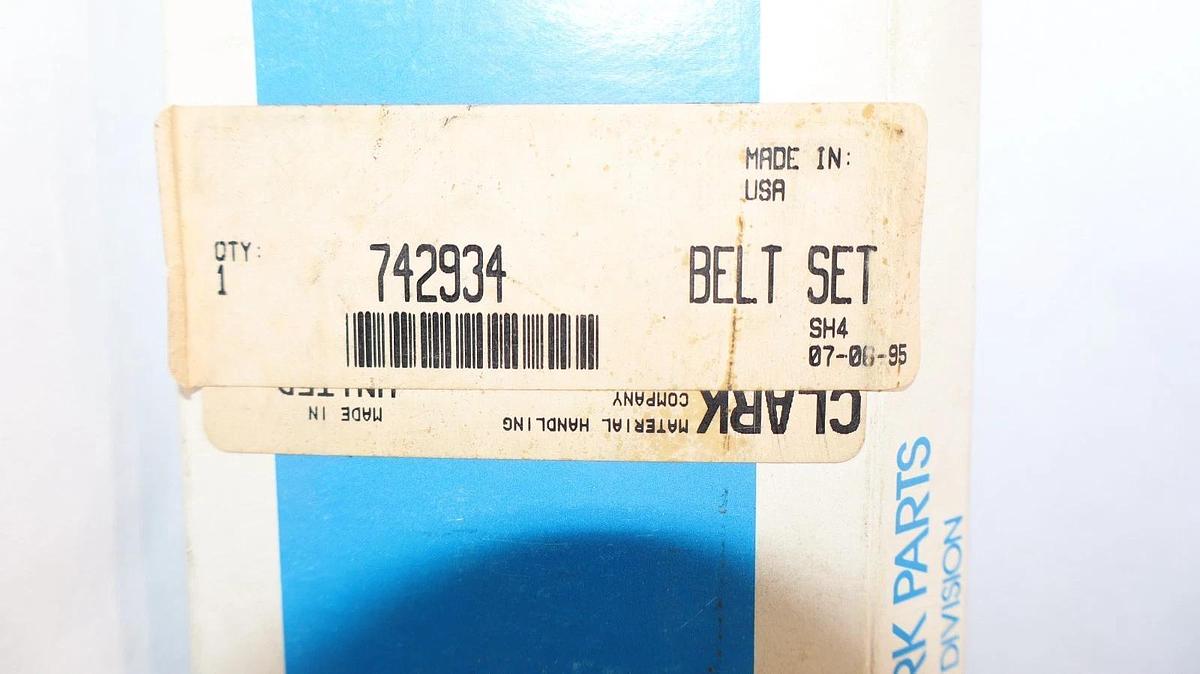 MADE IN:
USA
QTY:
1
742934
BELT SET
SH4
07-06-95
CLARK
MATERIAL HANDLING
COMPANY
MADE IN
UNITED
RK PARTS
DIVISION